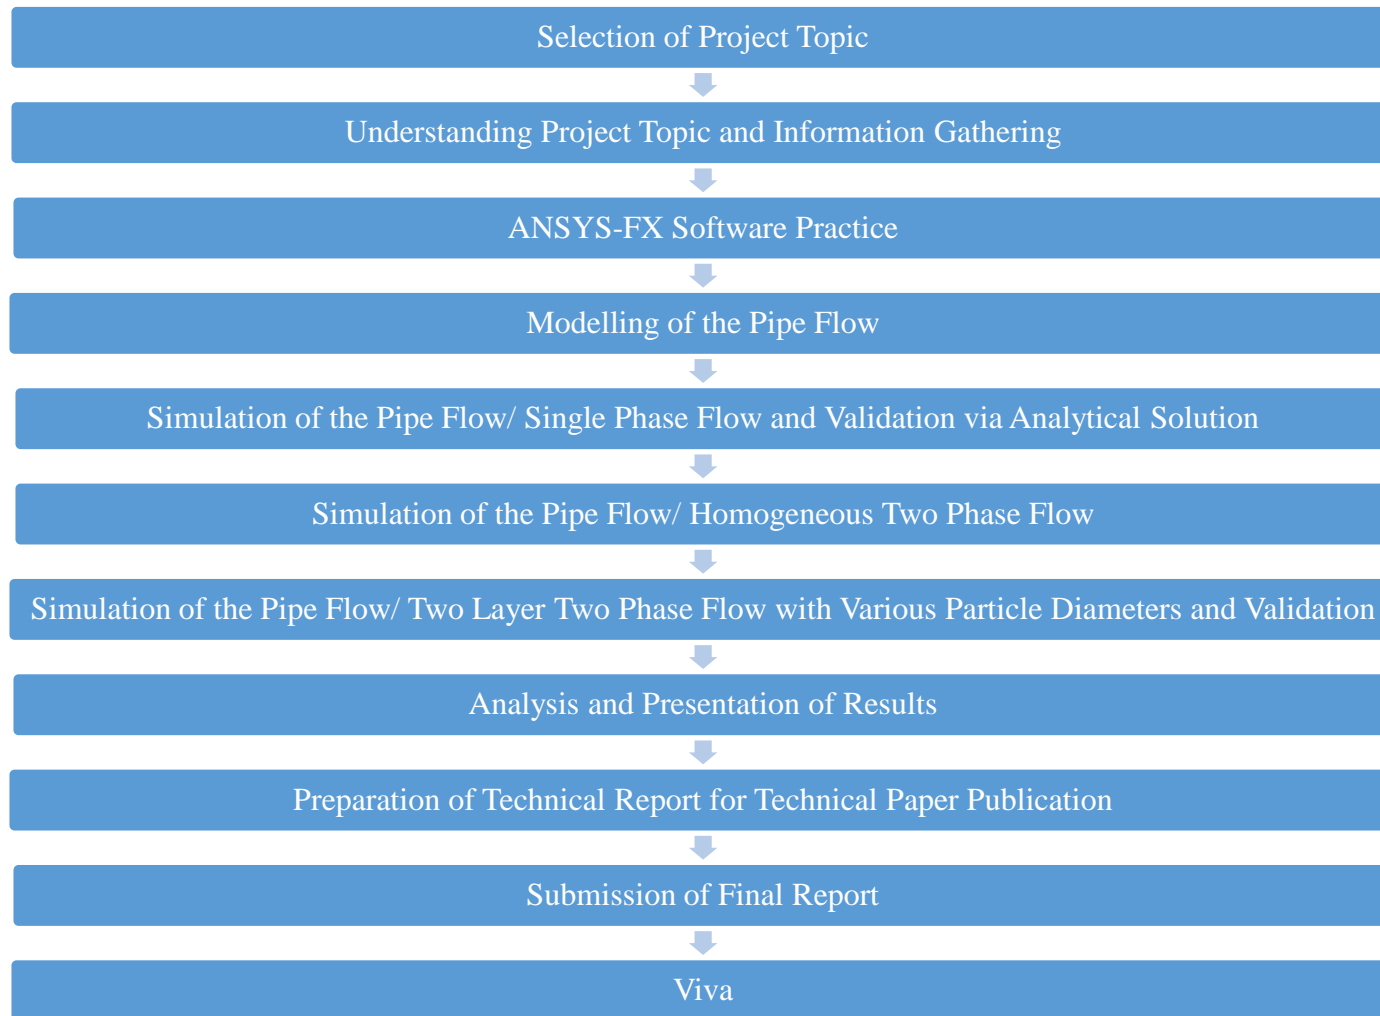 Selection of Project Topic
Understanding Project Topic and Information Gathering
ANSYS-FX Software Practice
Modelling of the Pipe Flow
Simulation of the Pipe Flow/ Single Phase Flow and Validation via Analytical Solution
Simulation of the Pipe Flow/ Homogeneous Two Phase Flow
Simulation of the Pipe Flow/ Two Layer Two Phase Flow with Various Particle Diameters and Validation
Analysis and Presentation of Results
Preparation of Technical Report for Technical Paper Publication
Submission of Final Report
Viva